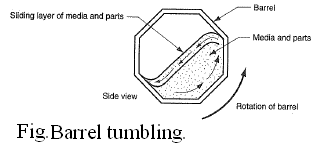 Barrel
Sliding layer of media and parts
Media and parts
Side view
Rotation of barrel
Fig.Barrel tumbling.